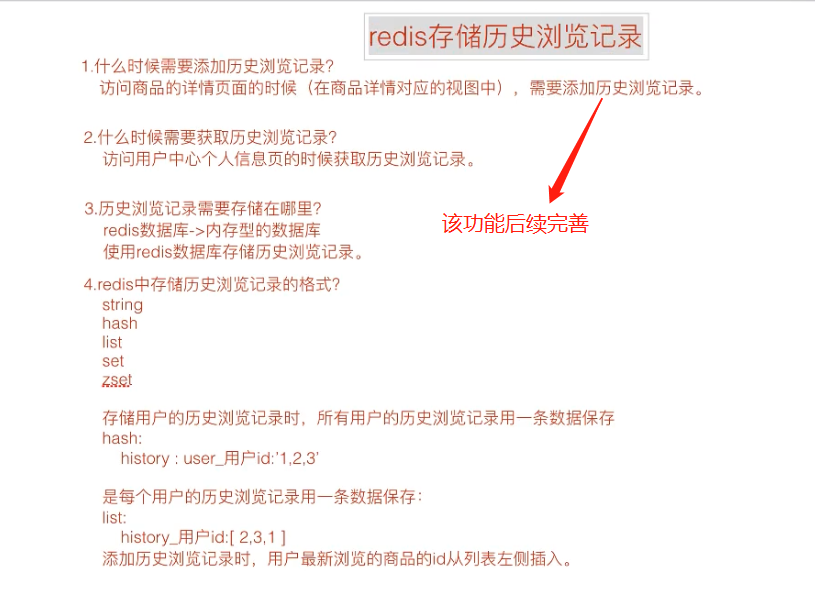 redis存储历史浏览记录
1.什么时候需要添加历史浏览记录?
访问商品的详情页面的时候（在商品详情对应的视图中），需要添加历史浏览记录。
2.什么时候需要获取历史浏览记录?
访问用户中心个人信息页的时候获取历史浏览记录。
3.历史浏览记录需要存储在哪里?
redis数据库->内存型的数据库
该功能后续完善
使用redis数据库存储历史浏览记录。
4.redis中存储历史浏览记录的格式?
string
hash
list
set
zset
存储用户的历史浏览记录时，所有用户的历史浏览记录用一条数据保存
hash:
history : user_用户id:'1,2,3'
是每个用户的历史浏览记录用一条数据保存：
list:
history_用户id:[ 2,3,1 ]
添加历史浏览记录时，用户最新浏览的商品的id从列表左侧插入。